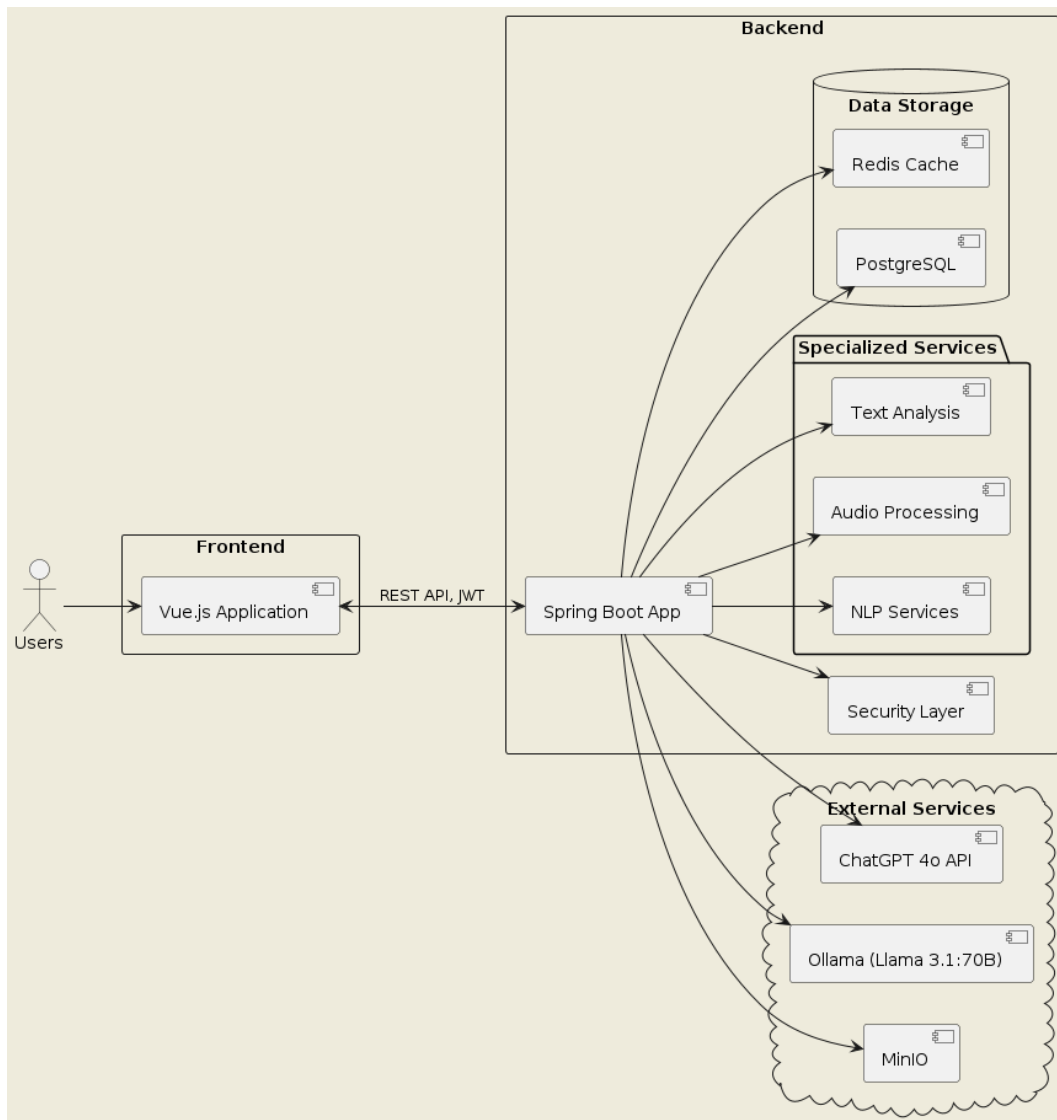 Backend
Data Storage
Redis Cache
PostgreSQL
Specialized Services
Text Analysis
Audio Processing
Frontend
Users
Vue.js Application
REST API, JWT
Spring Boot App
NLP Services
Security Layer
External Services
ChatGPT 4o API
Ollama (Llama 3.1:70B)
MinIO